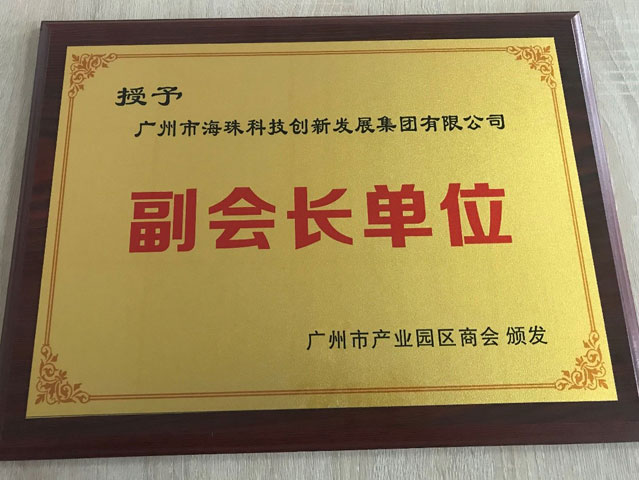 授予
广州市海珠科技创新发展集团有限公司
副会长单位
广州市产业园区商会 颁发